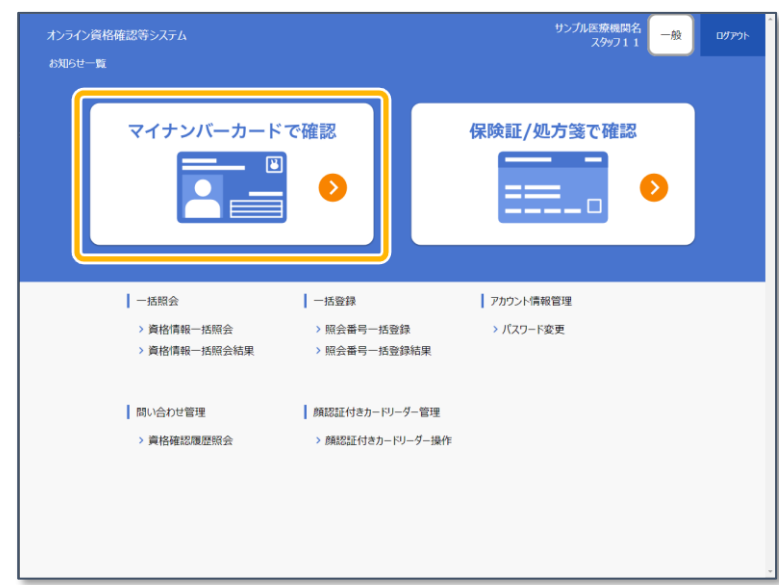 オンライン資格確認等システム
サンプル医療機関名
スタッフ１１
一般
ログアウト
お知らせ一覧
マイナンバーカードで確認
保険証/処方箋で確認
一括照会
資格情報一括照会
資格情報一括照会結果
一括登録
照会番号一括登録
照会番号一括登録結果
アカウント情報管理
パスワード変更
問い合わせ管理
資格確認履歴照会
顔認証付きカードリーダー管理
顔認証付きカードリーダー操作